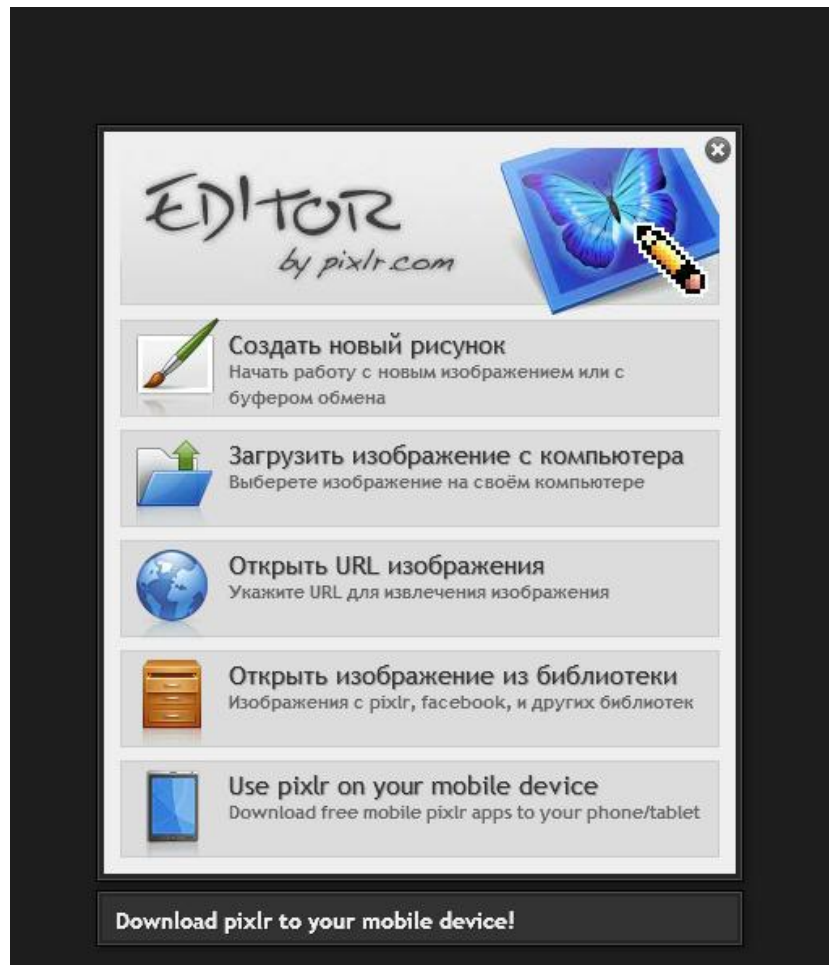 EDITOR
by pixlr.com
Создать новый рисунок
Начать работу с новым изображением или с
буфером обмена
Загрузить изображение с компьютера
Выберете изображение на своём компьютере
Открыть URL изображения
Укажите URL для извлечения изображения
Открыть изображение из библиотеки
Изображения с pixlr, facebook, и других библиотек
Use pixlr on your mobile device
Download free mobile pixlr apps to your phone/tablet
Download pixlr to your mobile device!